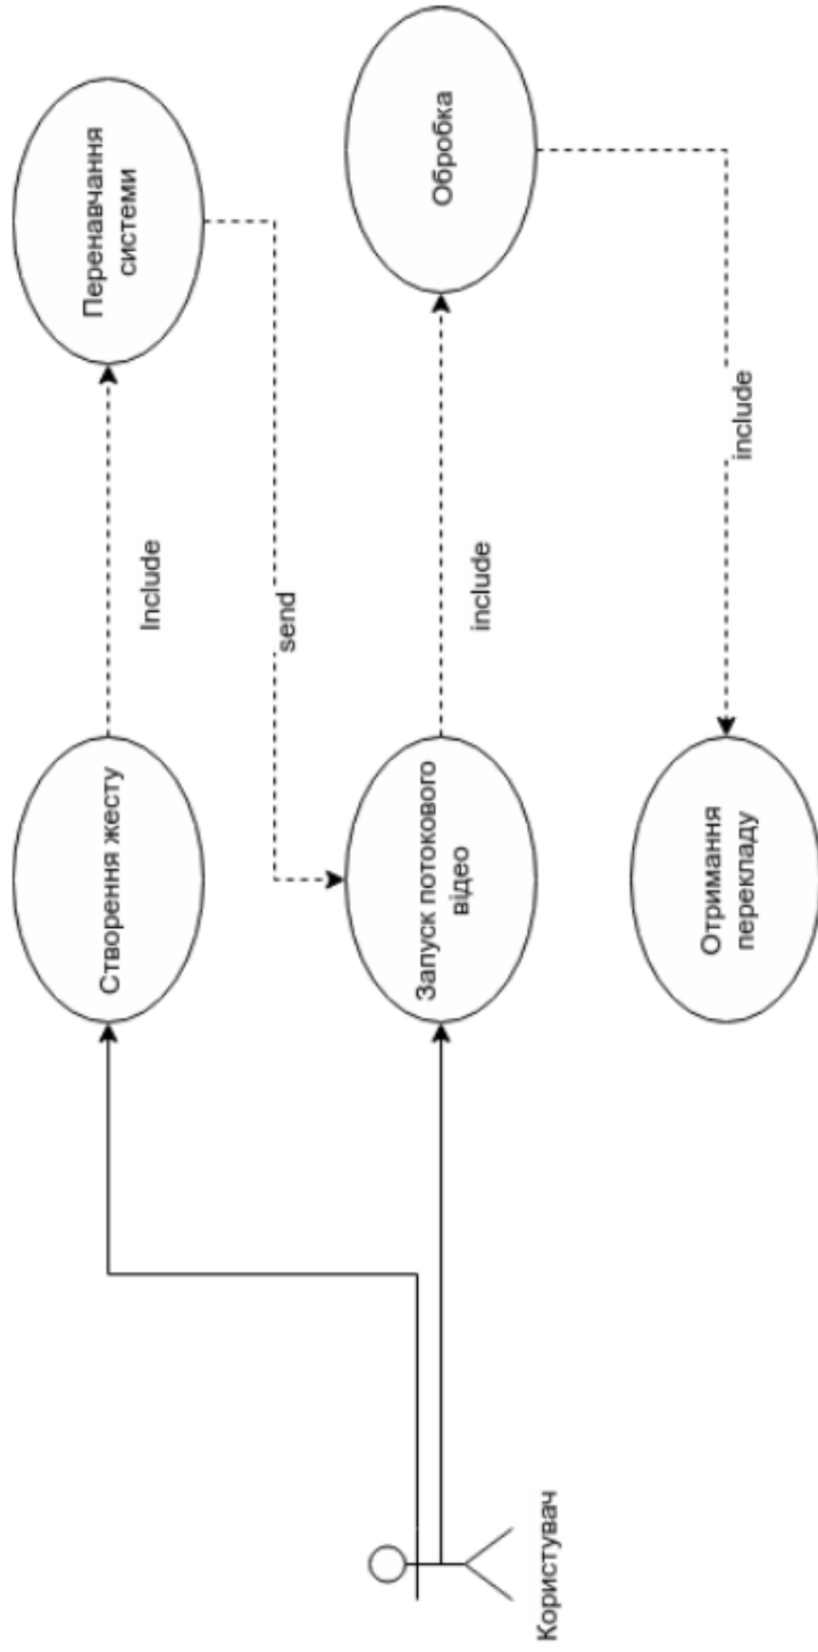 Створення жесту
Include
Перенавчання
системи
send
Користувач
Запуск потокового
відео
include
Обробка
include
Отримання
перекладу